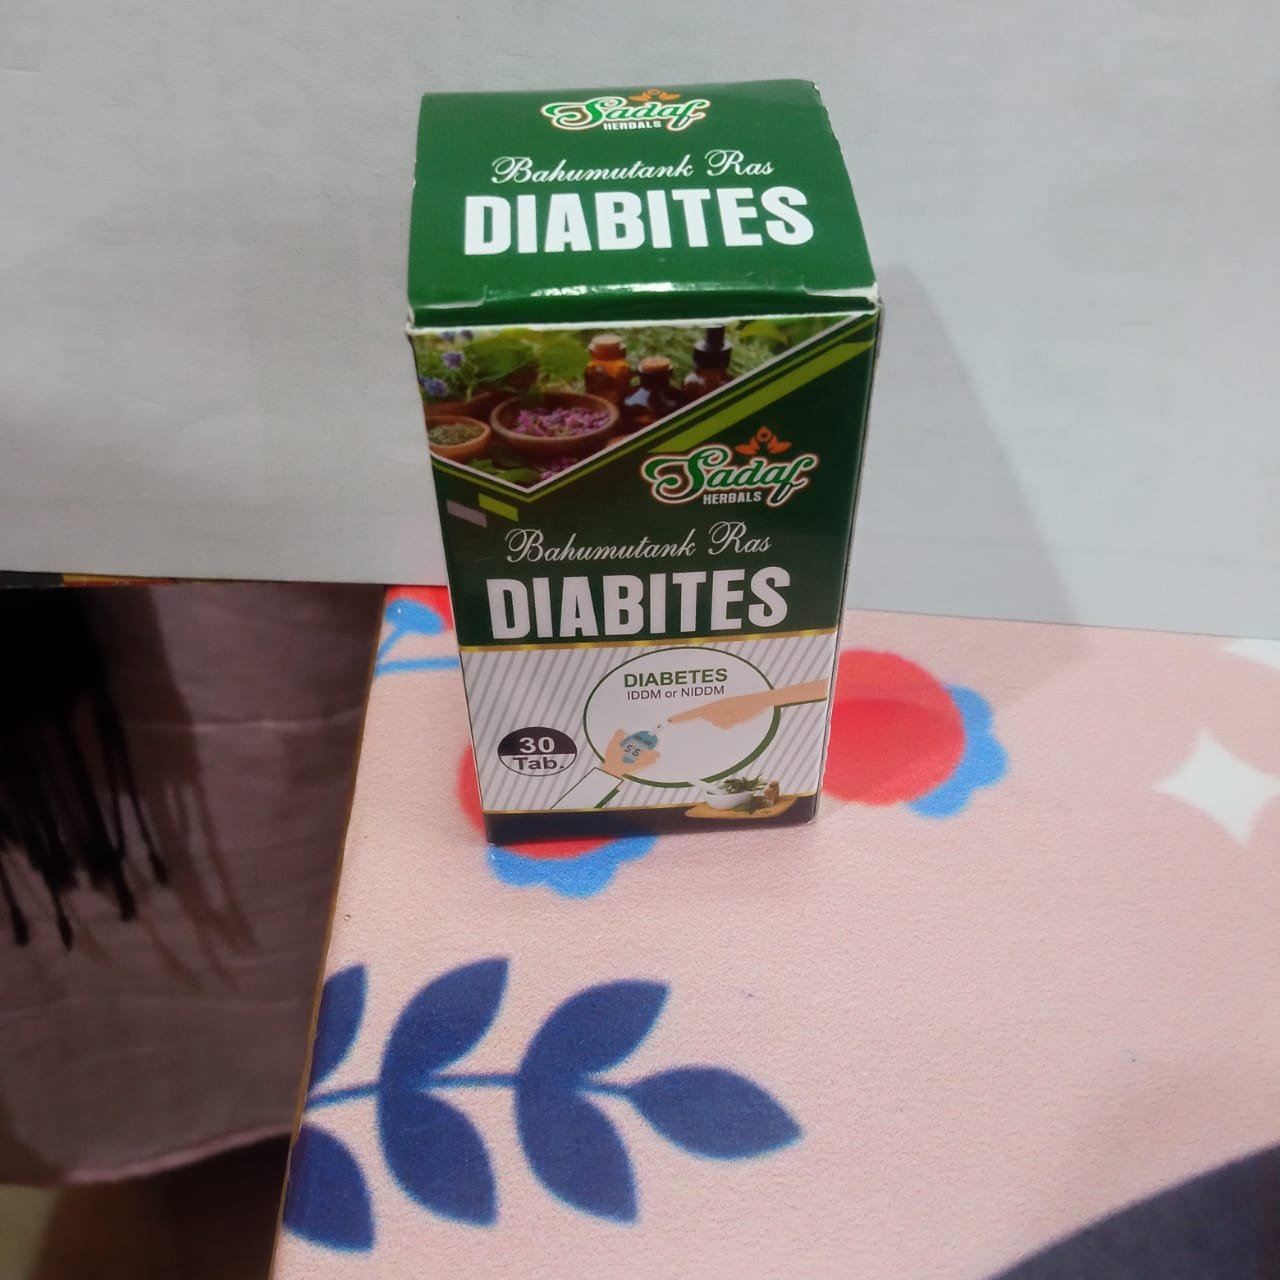 Sadaf
HERBALS
Bahumutank Ras
DIABITES
Sadaf
HERBALS
Bahumutank Ras
DIABITES
DIABETES
IDDM or NIDDM
30
Tab.